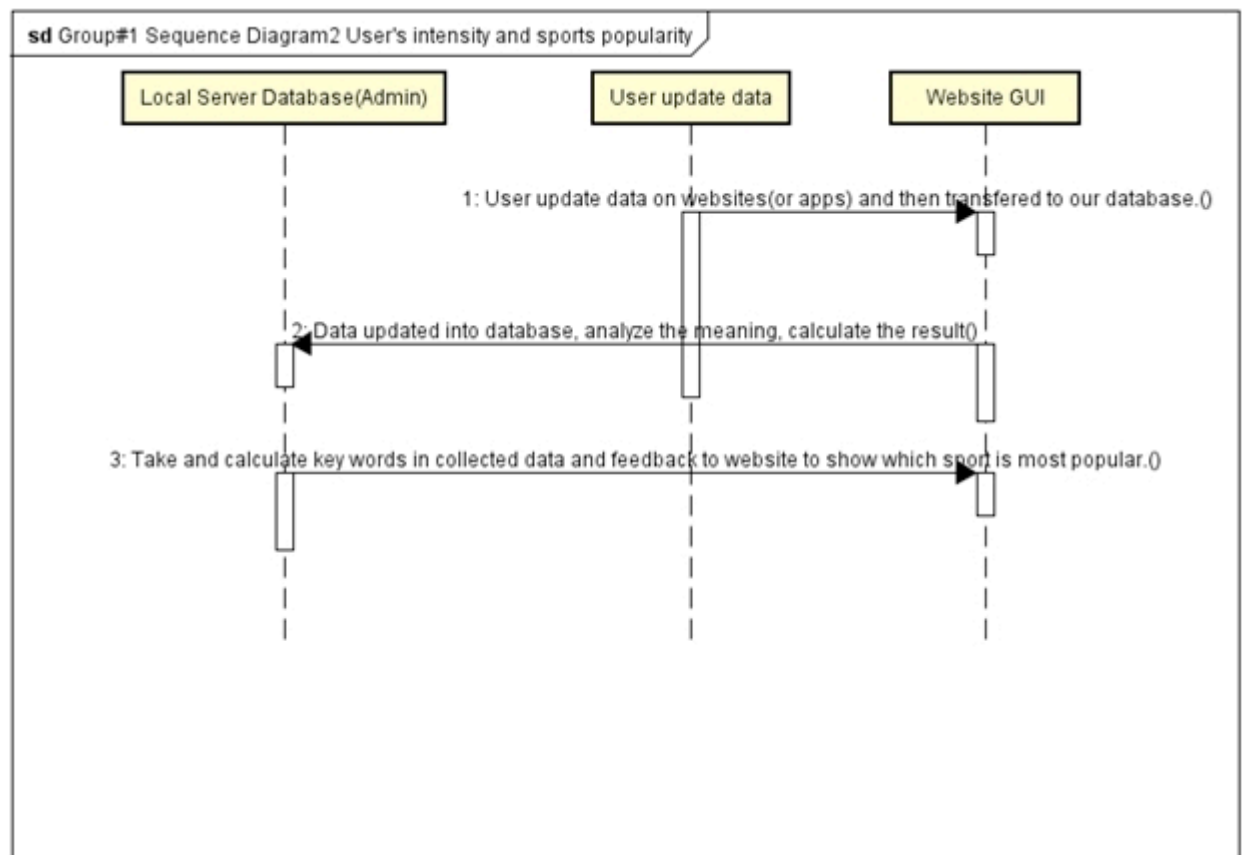 sd Group#1 Sequence Diagram2 User's intensity and sports popularity
Local Server Database(Admin)
User update data
Website GUI
1: User update data on websites(or apps) and then transfered to our database.()
2: Data updated into database, analyze the meaning, calculate the result()
3: Take and calculate key words in collected data and feedback to website to show which sport is most popular.()